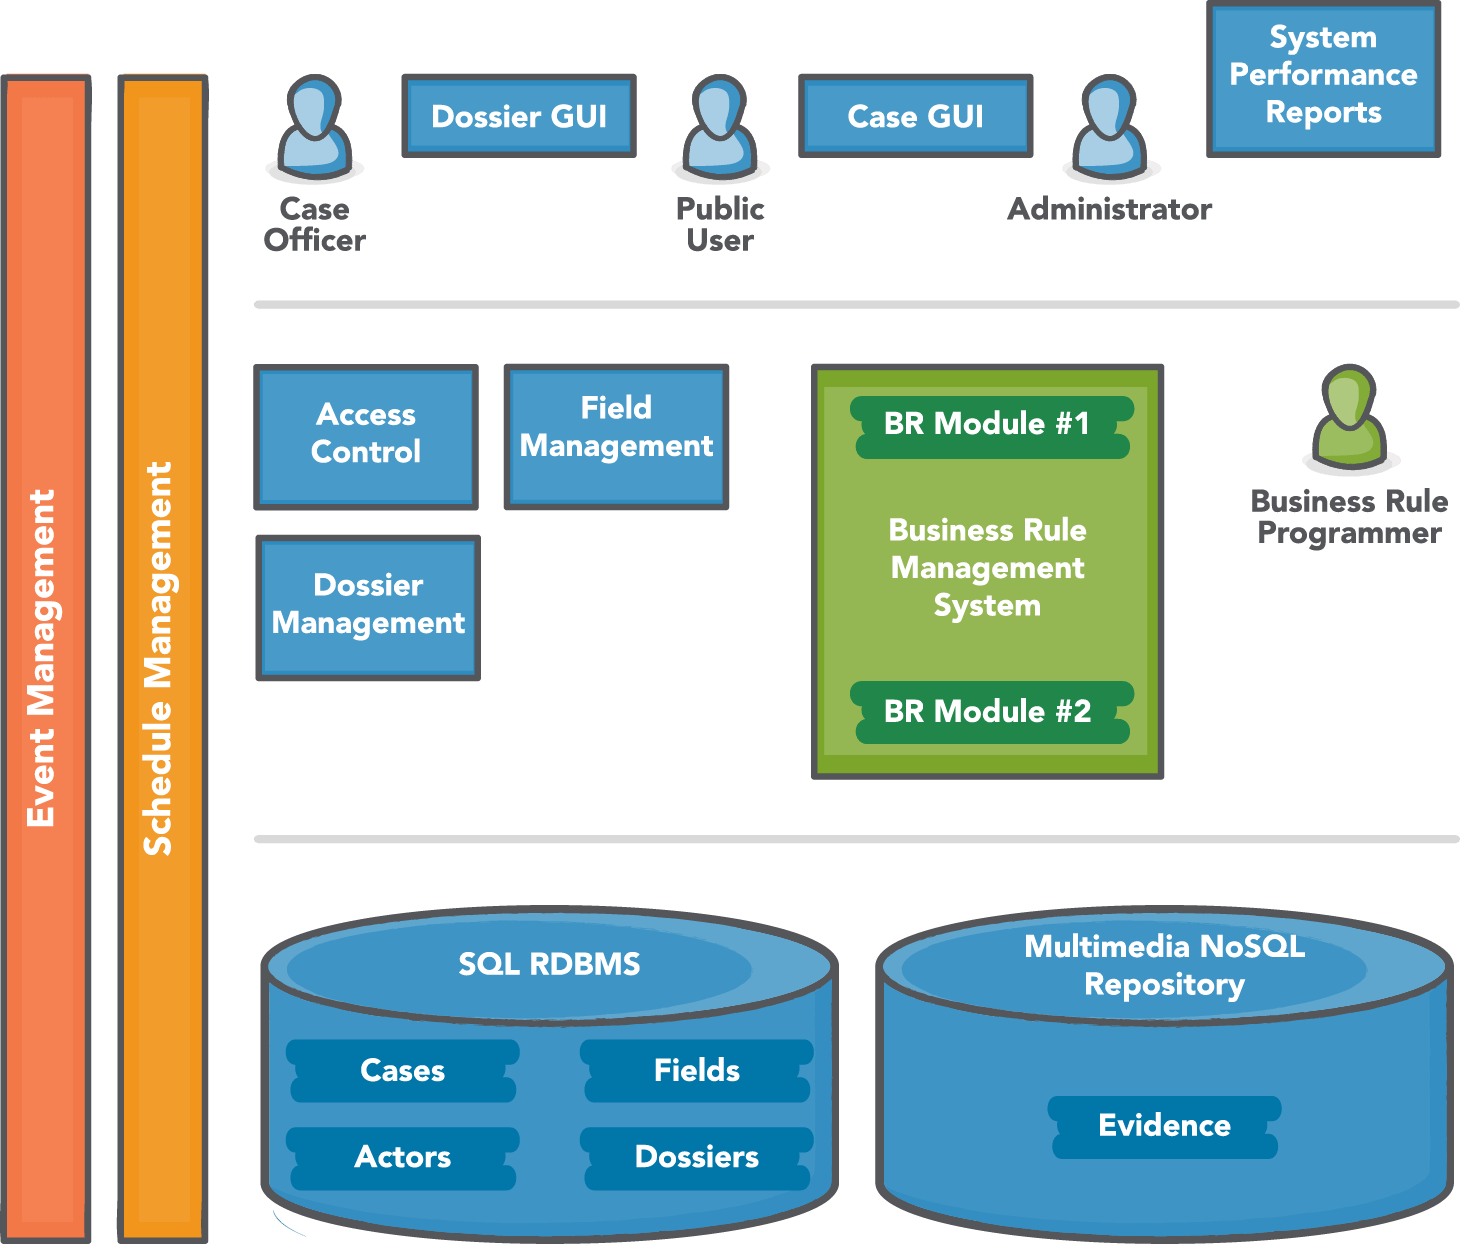 Event Management
Schedule Management
Case
Officer
Dossier GUI
Public
User
Case GUI
Administrator
System
Performance
Reports
Access
Control
Field
Management
Dossier
Management
BR Module #1
Business Rule
Management
System
BR Module #2
Business Rule
Programmer
SQL RDBMS
Cases
Fields
Actors
Dossiers
Multimedia NoSQL
Repository
Evidence